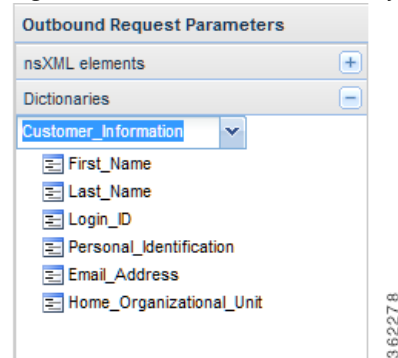 Outbound Request Parameters
nsXML elements
Dictionaries
Customer_Information
First_Name
Last_Name
Login_ID
Personal_Identification
Email_Address
Home_Organizational_Unit
362278